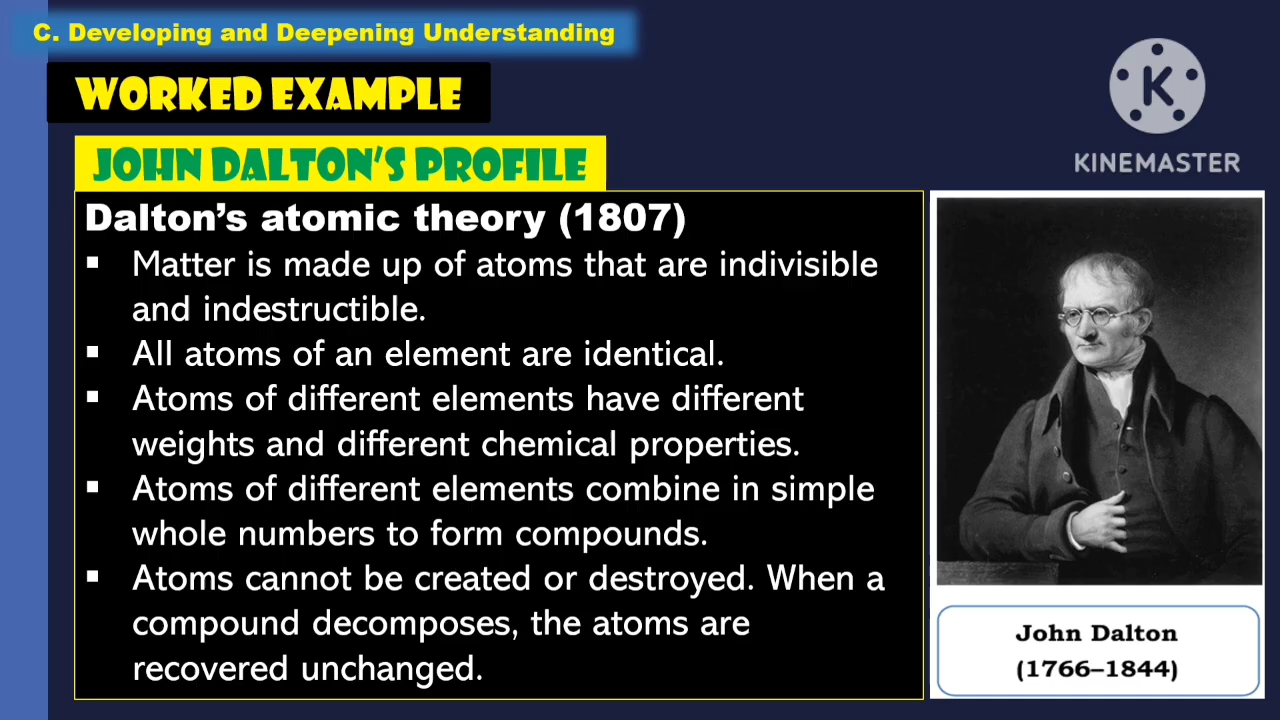 C. Developing and Deepening Understanding
WORKED EXAMPLE
K
KINEMASTER
JOHN DALTON'S PROFILE
Dalton's atomic theory (1807)
▪ Matter is made up of atoms that are indivisible
and indestructible.
▪ All atoms of an element are identical.
▪ Atoms of different elements have different
weights and different chemical properties.
▪ Atoms of different elements combine in simple
whole numbers to form compounds.
▪ Atoms cannot be created or destroyed. When a
compound decomposes, the atoms are
recovered unchanged.
John Dalton
(1766–1844)